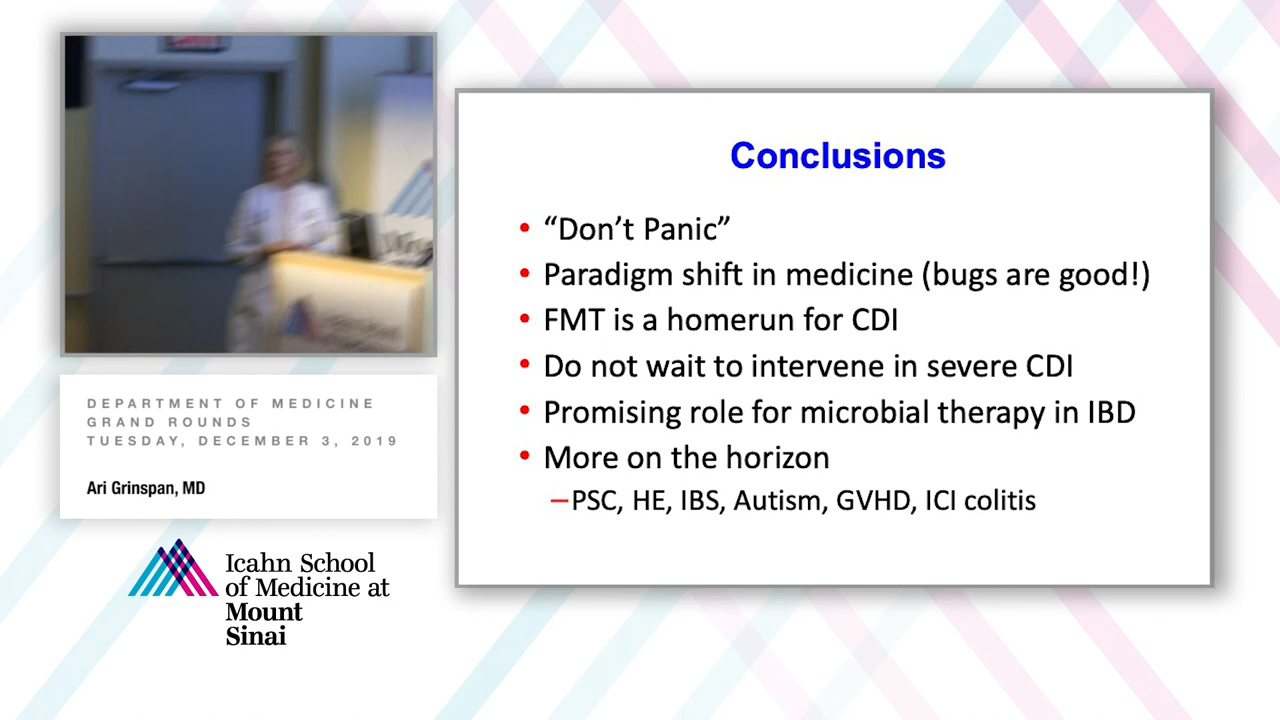 DEPARTMENT OF MEDICINE
GRAND ROUNDS
TUESDAY, DECEMBER 3, 2019
Ari Grinspan, MD
Icahn School
of Medicine at
Mount
Sinai
Conclusions
• “Don’t Panic”
• Paradigm shift in medicine (bugs are good!)
• FMT is a homerun for CDI
• Do not wait to intervene in severe CDI
• Promising role for microbial therapy in IBD
• More on the horizon
–PSC, HE, IBS, Autism, GVHD, ICI colitis